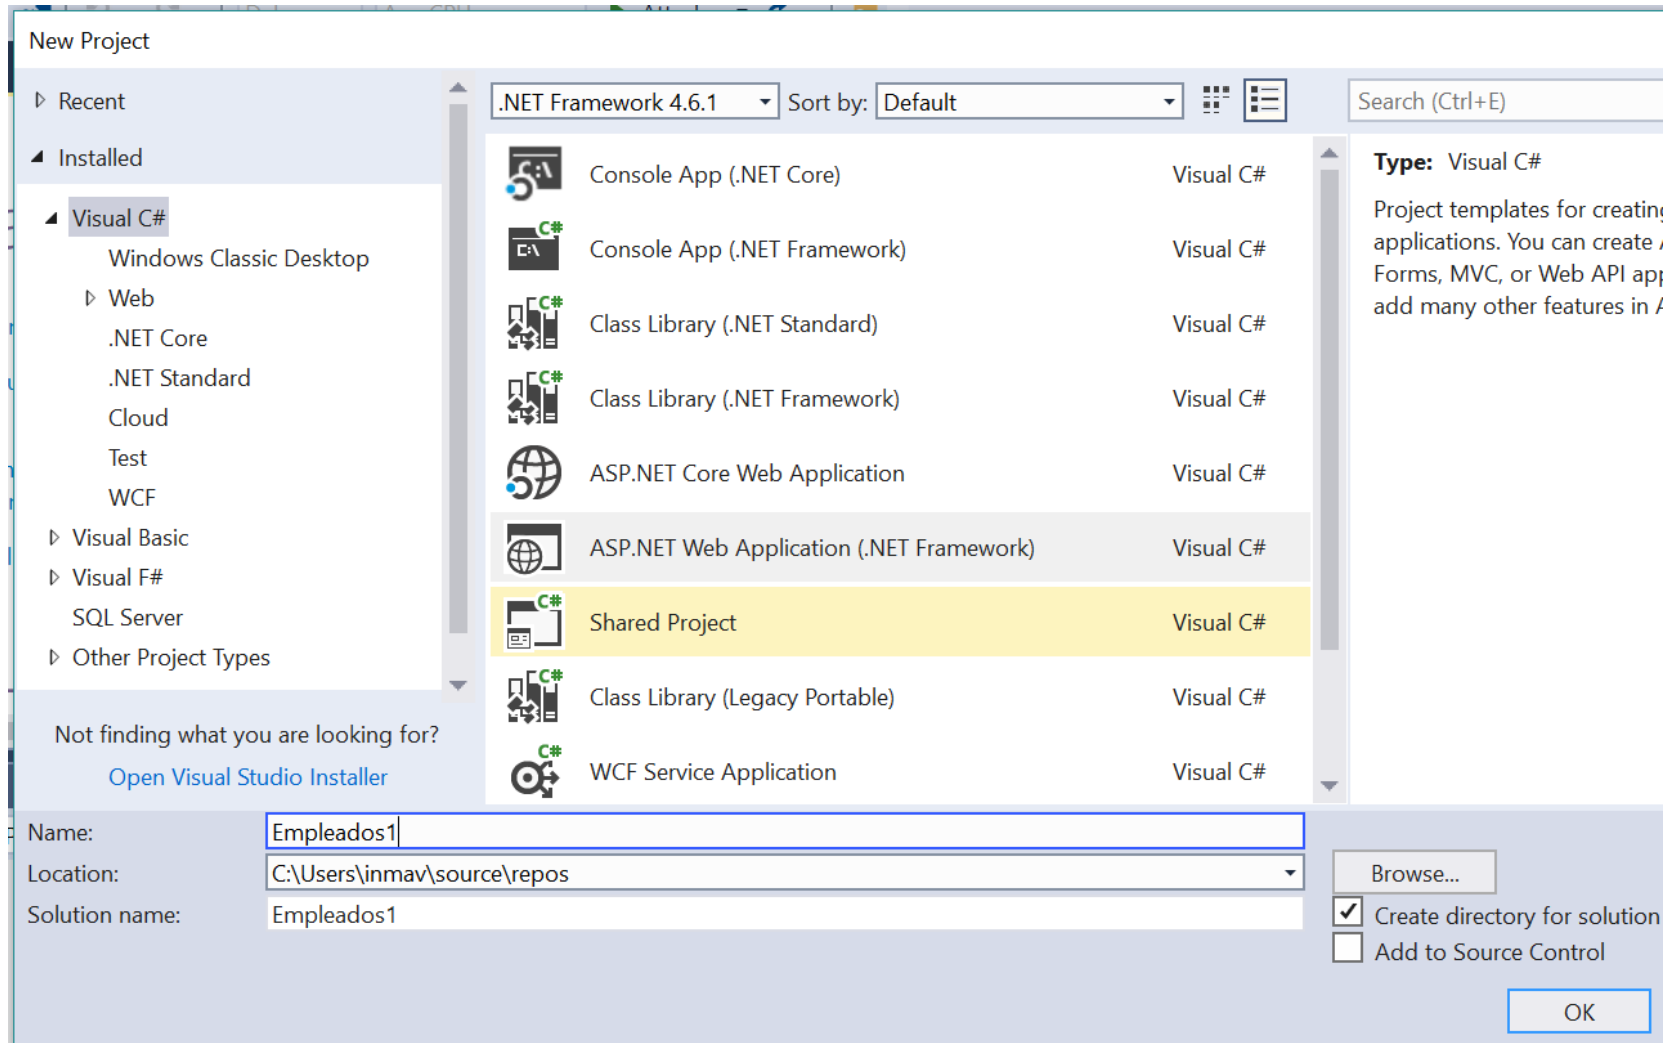 New Project
Recent
Installed
Visual C#
Windows Classic Desktop
Web
.NET Core
.NET Standard
Cloud
Test
WCF
Visual Basic
Visual F#
SQL Server
Other Project Types
Not finding what you are looking for?
Open Visual Studio Installer
.NET Framework 4.6.1
Sort by: Default
Search (Ctrl+E)
Console App (.NET Core) Visual C#
Console App (.NET Framework) Visual C#
Class Library (.NET Standard) Visual C#
Class Library (.NET Framework) Visual C#
ASP.NET Core Web Application Visual C#
ASP.NET Web Application (.NET Framework) Visual C#
Shared Project Visual C#
Class Library (Legacy Portable) Visual C#
WCF Service Application Visual C#
Type: Visual C#
Project templates for creating
applications. You can create
Forms, MVC, or Web API
add many other features in
Name: Empleados1
Location: C:\Users\inmav\source\repos
Solution name: Empleados1
Browse...
Create directory for solution
Add to Source Control
OK